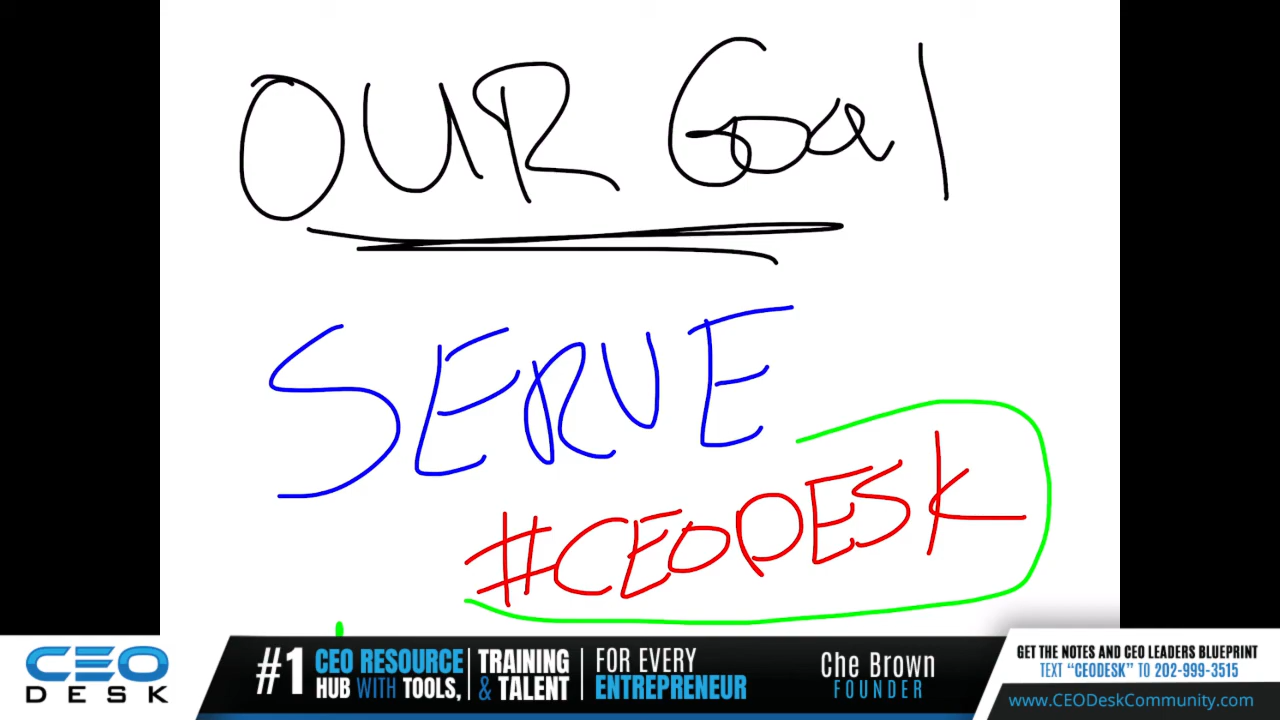 OUR Goal
SERVE
#CEODESK
CEO
DESK
#1 CEO RESOURCE
HUB WITH TOOLS,
TRAINING
& TALENT
FOR EVERY
ENTREPRENEUR
Che Brown
FOUNDER
GET THE NOTES AND CEO LEADERS BLUEPRINT
TEXT “CEODESK” TO 202-999-3515
www.CEODeskCommunity.com